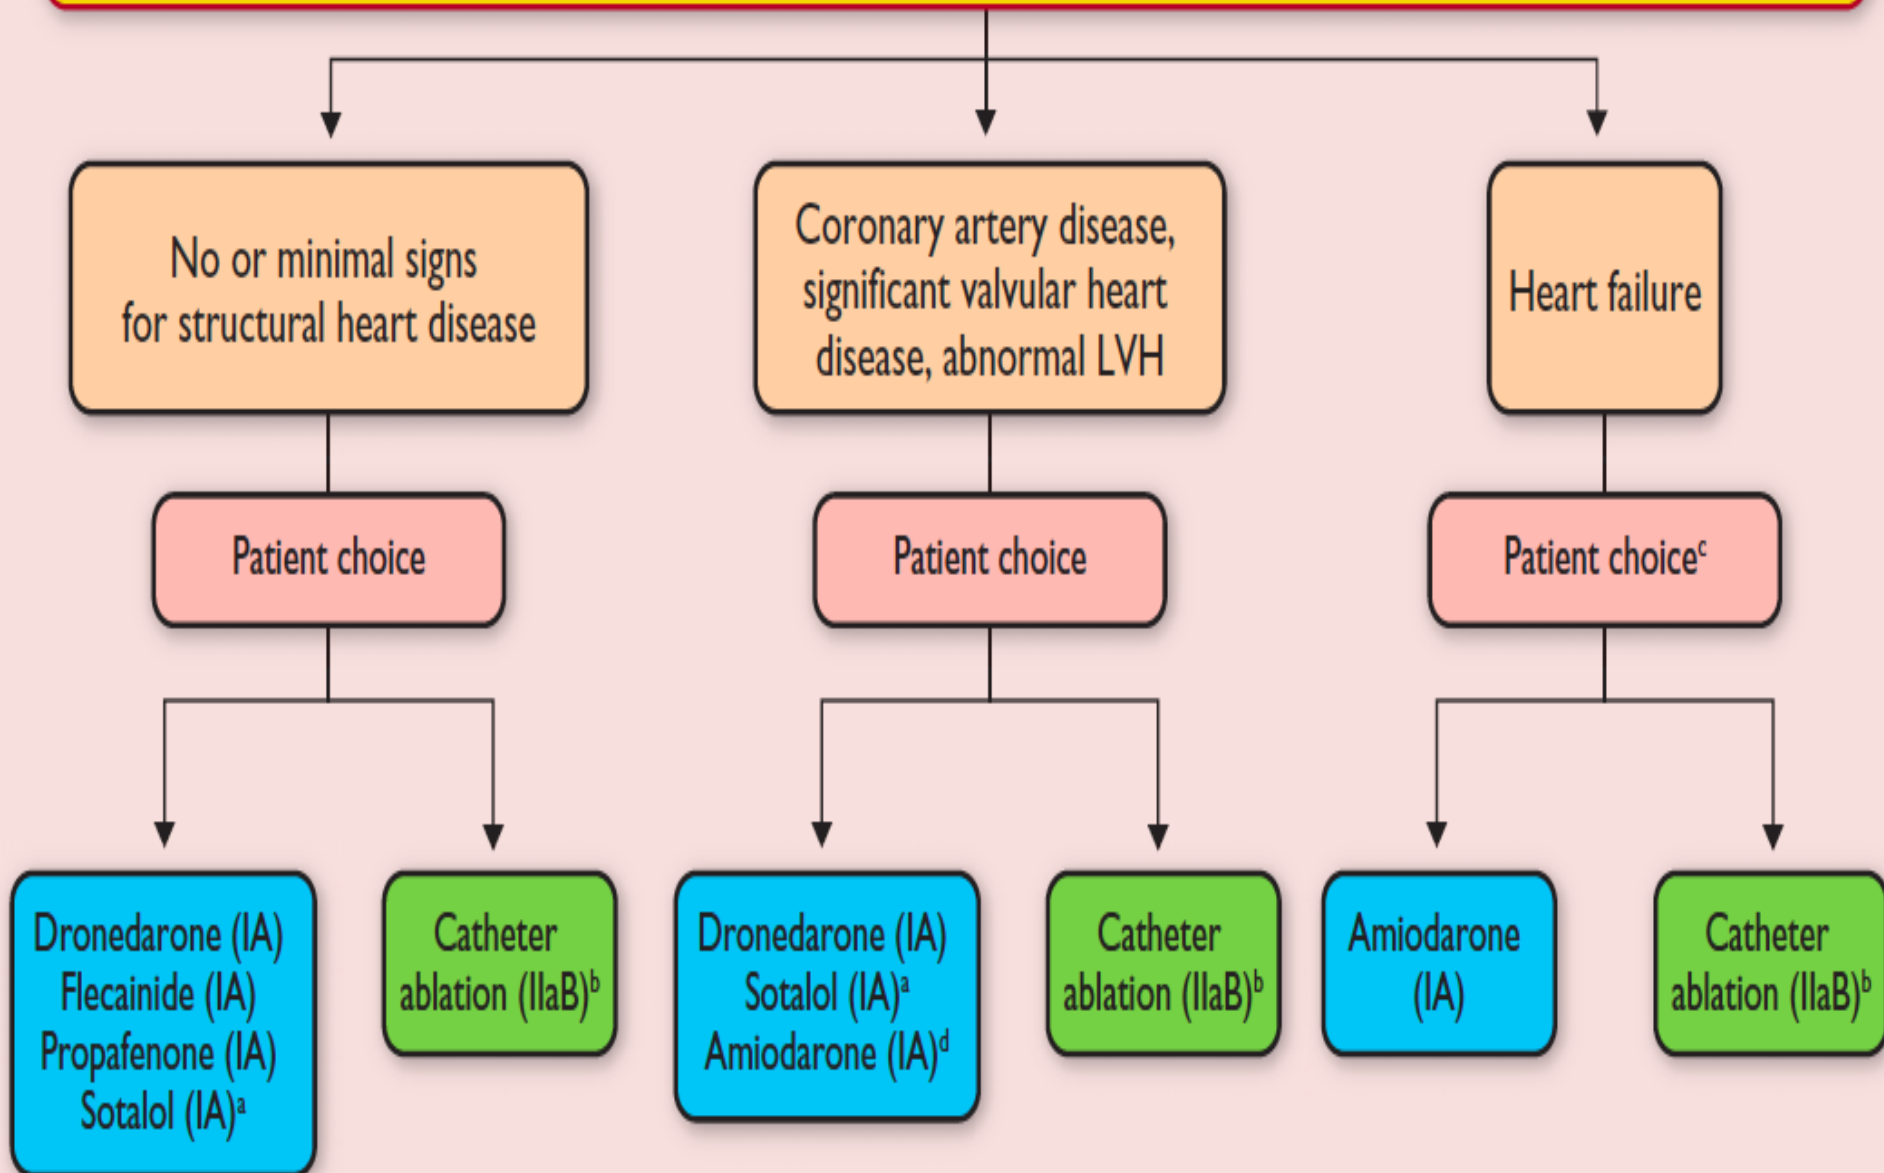 No or minimal signs
for structural heart disease
Coronary artery disease,
significant valvular heart
disease, abnormal LVH
Heart failure
Patient choice
Patient choice
Patient choiceᶜ
Dronedarone (IA)
Flecainide (IA)
Propafenone (IA)
Sotalol (IA)ᵃ
Catheter
ablation (IIaB)ᵇ
Dronedarone (IA)
Sotalol (IA)ᵃ
Amiodarone (IA)ᵈ
Catheter
ablation (IIaB)ᵇ
Amiodarone
(IA)
Catheter
ablation (IIaB)ᵇ